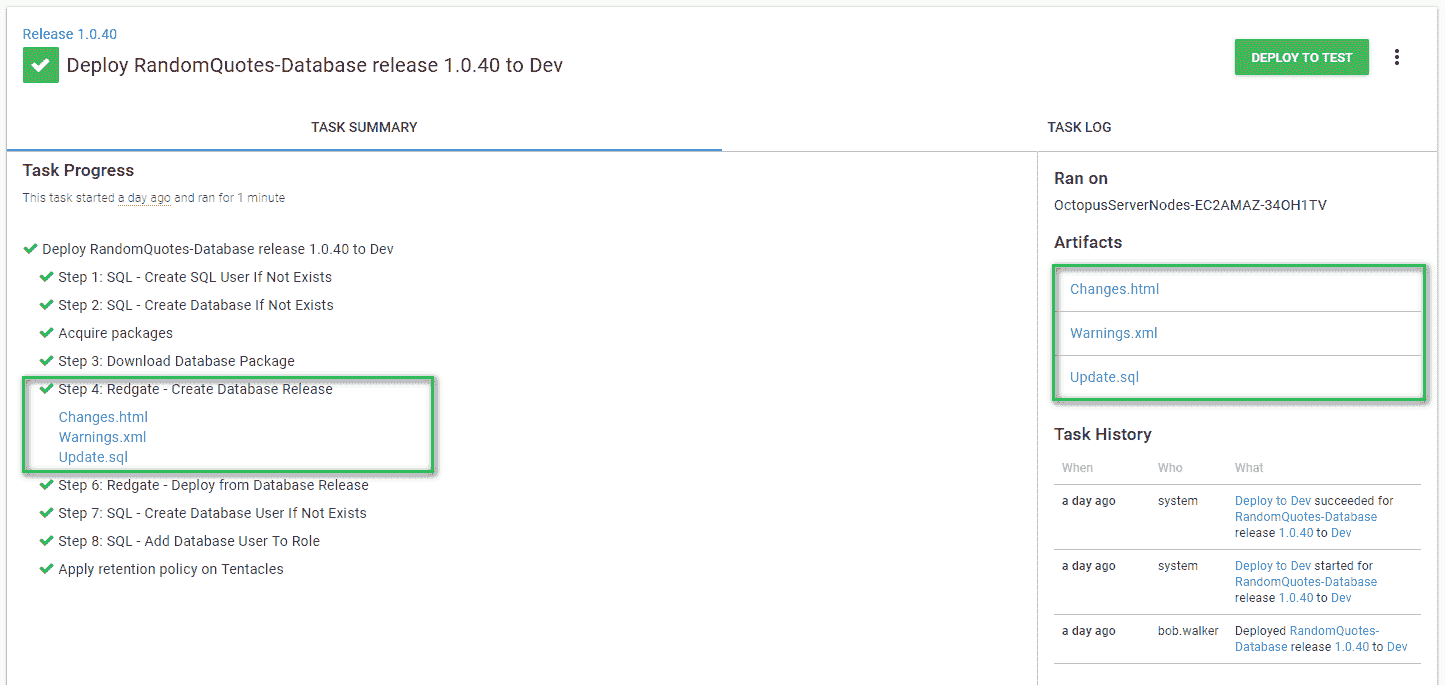 Release 1.0.40
Deploy RandomQuotes-Database release 1.0.40 to Dev
DEPLOY TO TEST
TASK SUMMARY
TASK LOG
Task Progress
This task started a day ago and ran for 1 minute
Deploy RandomQuotes-Database release 1.0.40 to Dev
Step 1: SQL - Create SQL User If Not Exists
Step 2: SQL - Create Database If Not Exists
Acquire packages
Step 3: Download Database Package
Step 4: Redgate - Create Database Release
Changes.html
Warnings.xml
Update.sql
Step 6: Redgate - Deploy from Database Release
Step 7: SQL - Create Database User If Not Exists
Step 8: SQL - Add Database User To Role
Apply retention policy on Tentacles
Ran on
OctopusServerNodes-EC2AMAZ-34OH1TV
Artifacts
Changes.html
Warnings.xml
Update.sql
Task History
When Who What
a day ago system Deploy to Dev succeeded for
RandomQuotes-Database
release 1.0.40 to Dev
a day ago system Deploy to Dev started for
RandomQuotes-Database
release 1.0.40 to Dev
a day ago bob.walker Deployed RandomQuotes-
Database release 1.0.40 to Dev